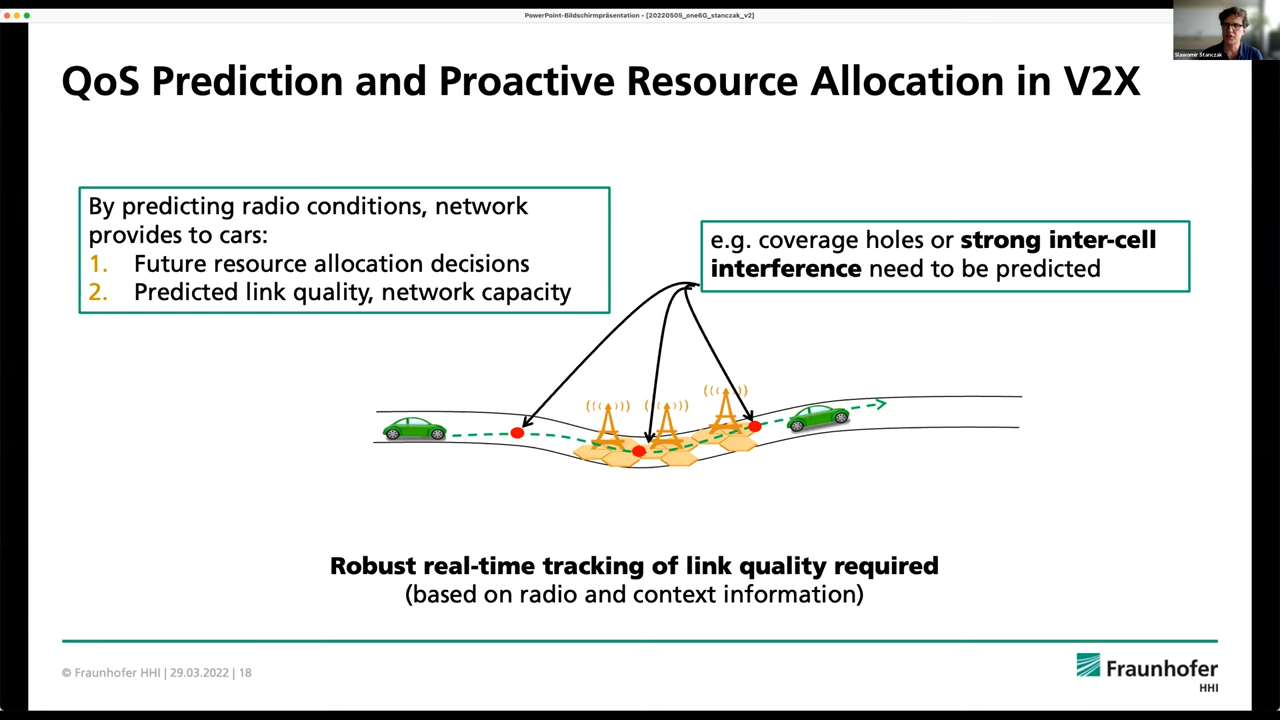 PowerPoint-Bildschirmpräsentation - [20220505_one6G_stanczak_v2]
Slawomir Stanczak
QoS Prediction and Proactive Resource Allocation in V2X
By predicting radio conditions, network
provides to cars:
1. Future resource allocation decisions
2. Predicted link quality, network capacity
e.g. coverage holes or strong inter-cell
interference need to be predicted
Robust real-time tracking of link quality required
(based on radio and context information)
© Fraunhofer HHI | 29.03.2022 | 18
Fraunhofer
HHI